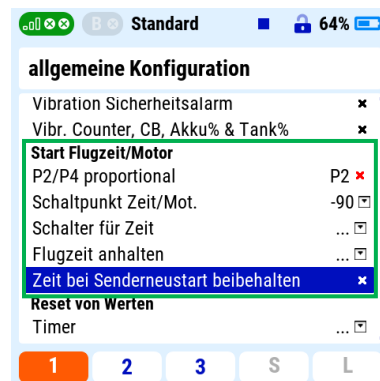 B Standard 64%
allgemeine Konfiguration
Vibration Sicherheitsalarm ×
Vibr. Counter, CB, Akku% & Tank% ×
Start Flugzeit/Motor
P2/P4 proportional P2 ×
Schaltpunkt Zeit/Mot. -90
Schalter für Zeit ...
Flugzeit anhalten ...
Zeit bei Senderneustart beibehalten ×
Reset von Werten
Timer ...
1 2 3 S L